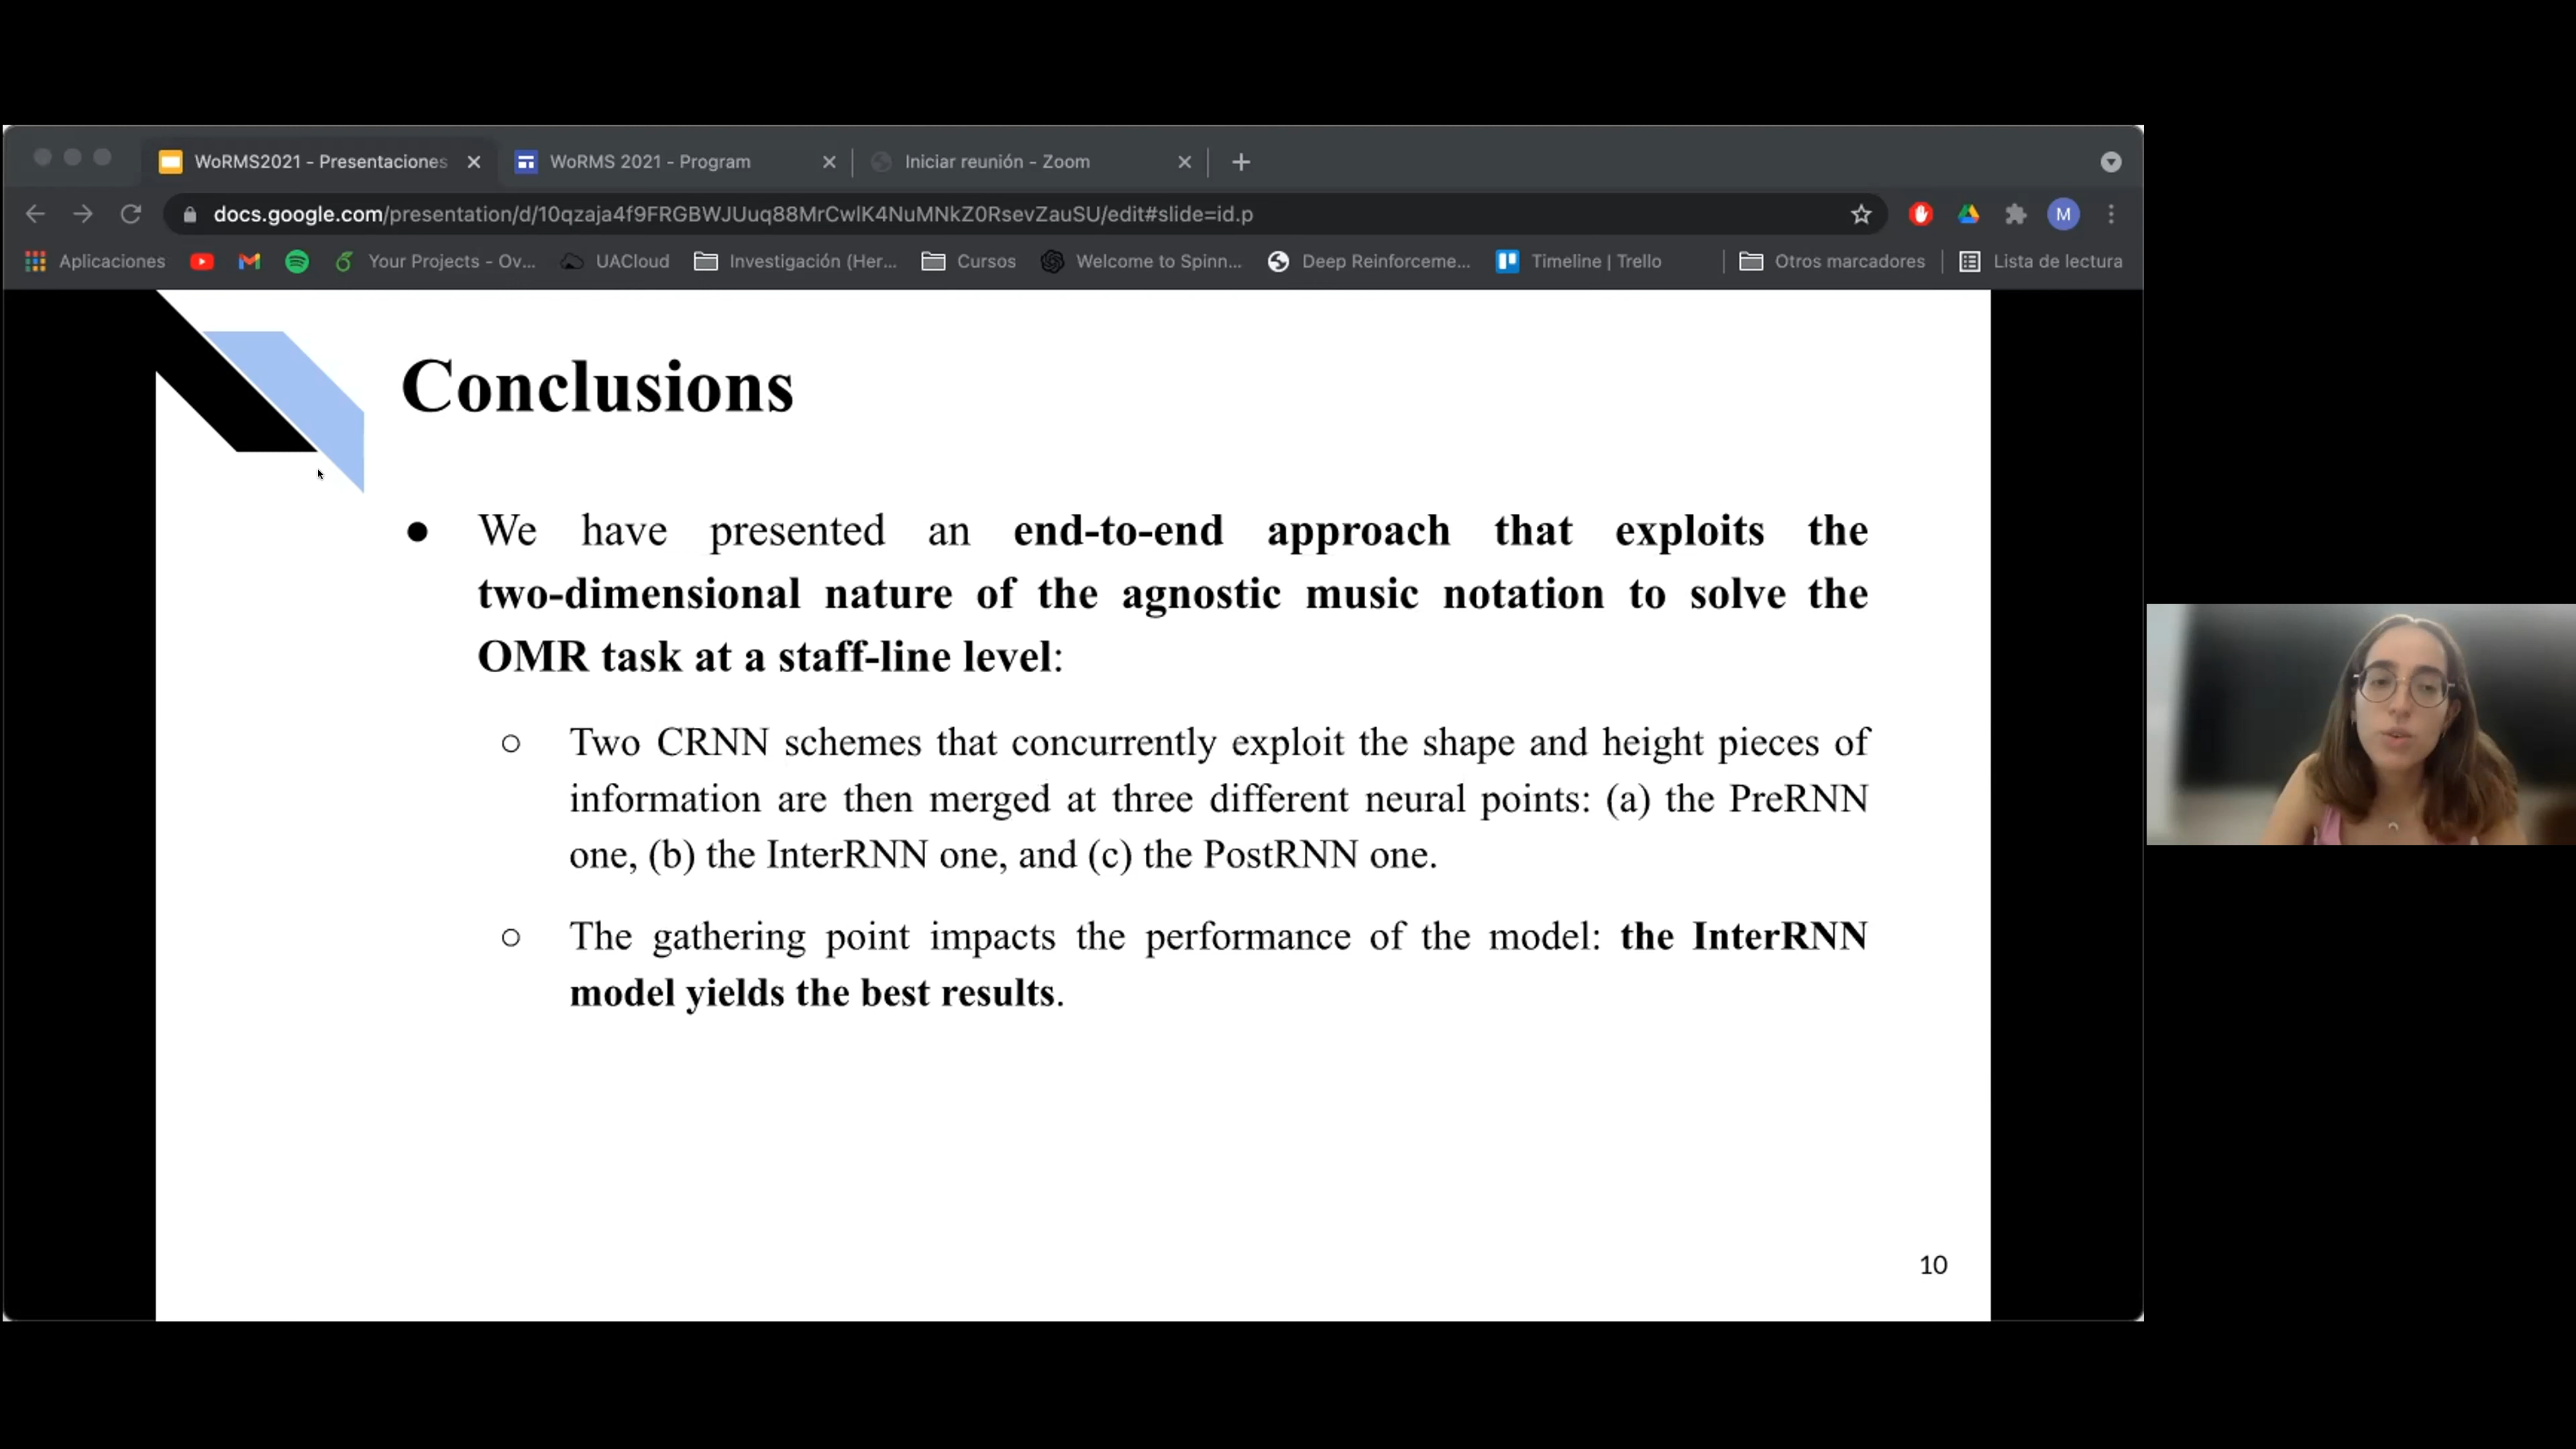 WoRMS2021 - Presentaciones
WoRMS 2021 - Program
Iniciar reunión - Zoom
docs.google.com/presentation/d/10qzaja4f9FRGBWJUuq88MrCwlK4NuMNkZ0RsevZauSU/edit#slide=id.p
M
Aplicaciones
Your Projects - Ov...
UACloud
Investigación (Her...
Cursos
Welcome to Spinn...
Deep Reinforceme...
Timeline | Trello
Otros marcadores
Lista de lectura
Conclusions
● We have presented an end-to-end approach that exploits the
two-dimensional nature of the agnostic music notation to solve the
OMR task at a staff-line level:
○ Two CRNN schemes that concurrently exploit the shape and height pieces of
information are then merged at three different neural points: (a) the PreRNN
one, (b) the InterRNN one, and (c) the PostRNN one.
○ The gathering point impacts the performance of the model: the InterRNN
model yields the best results.
10